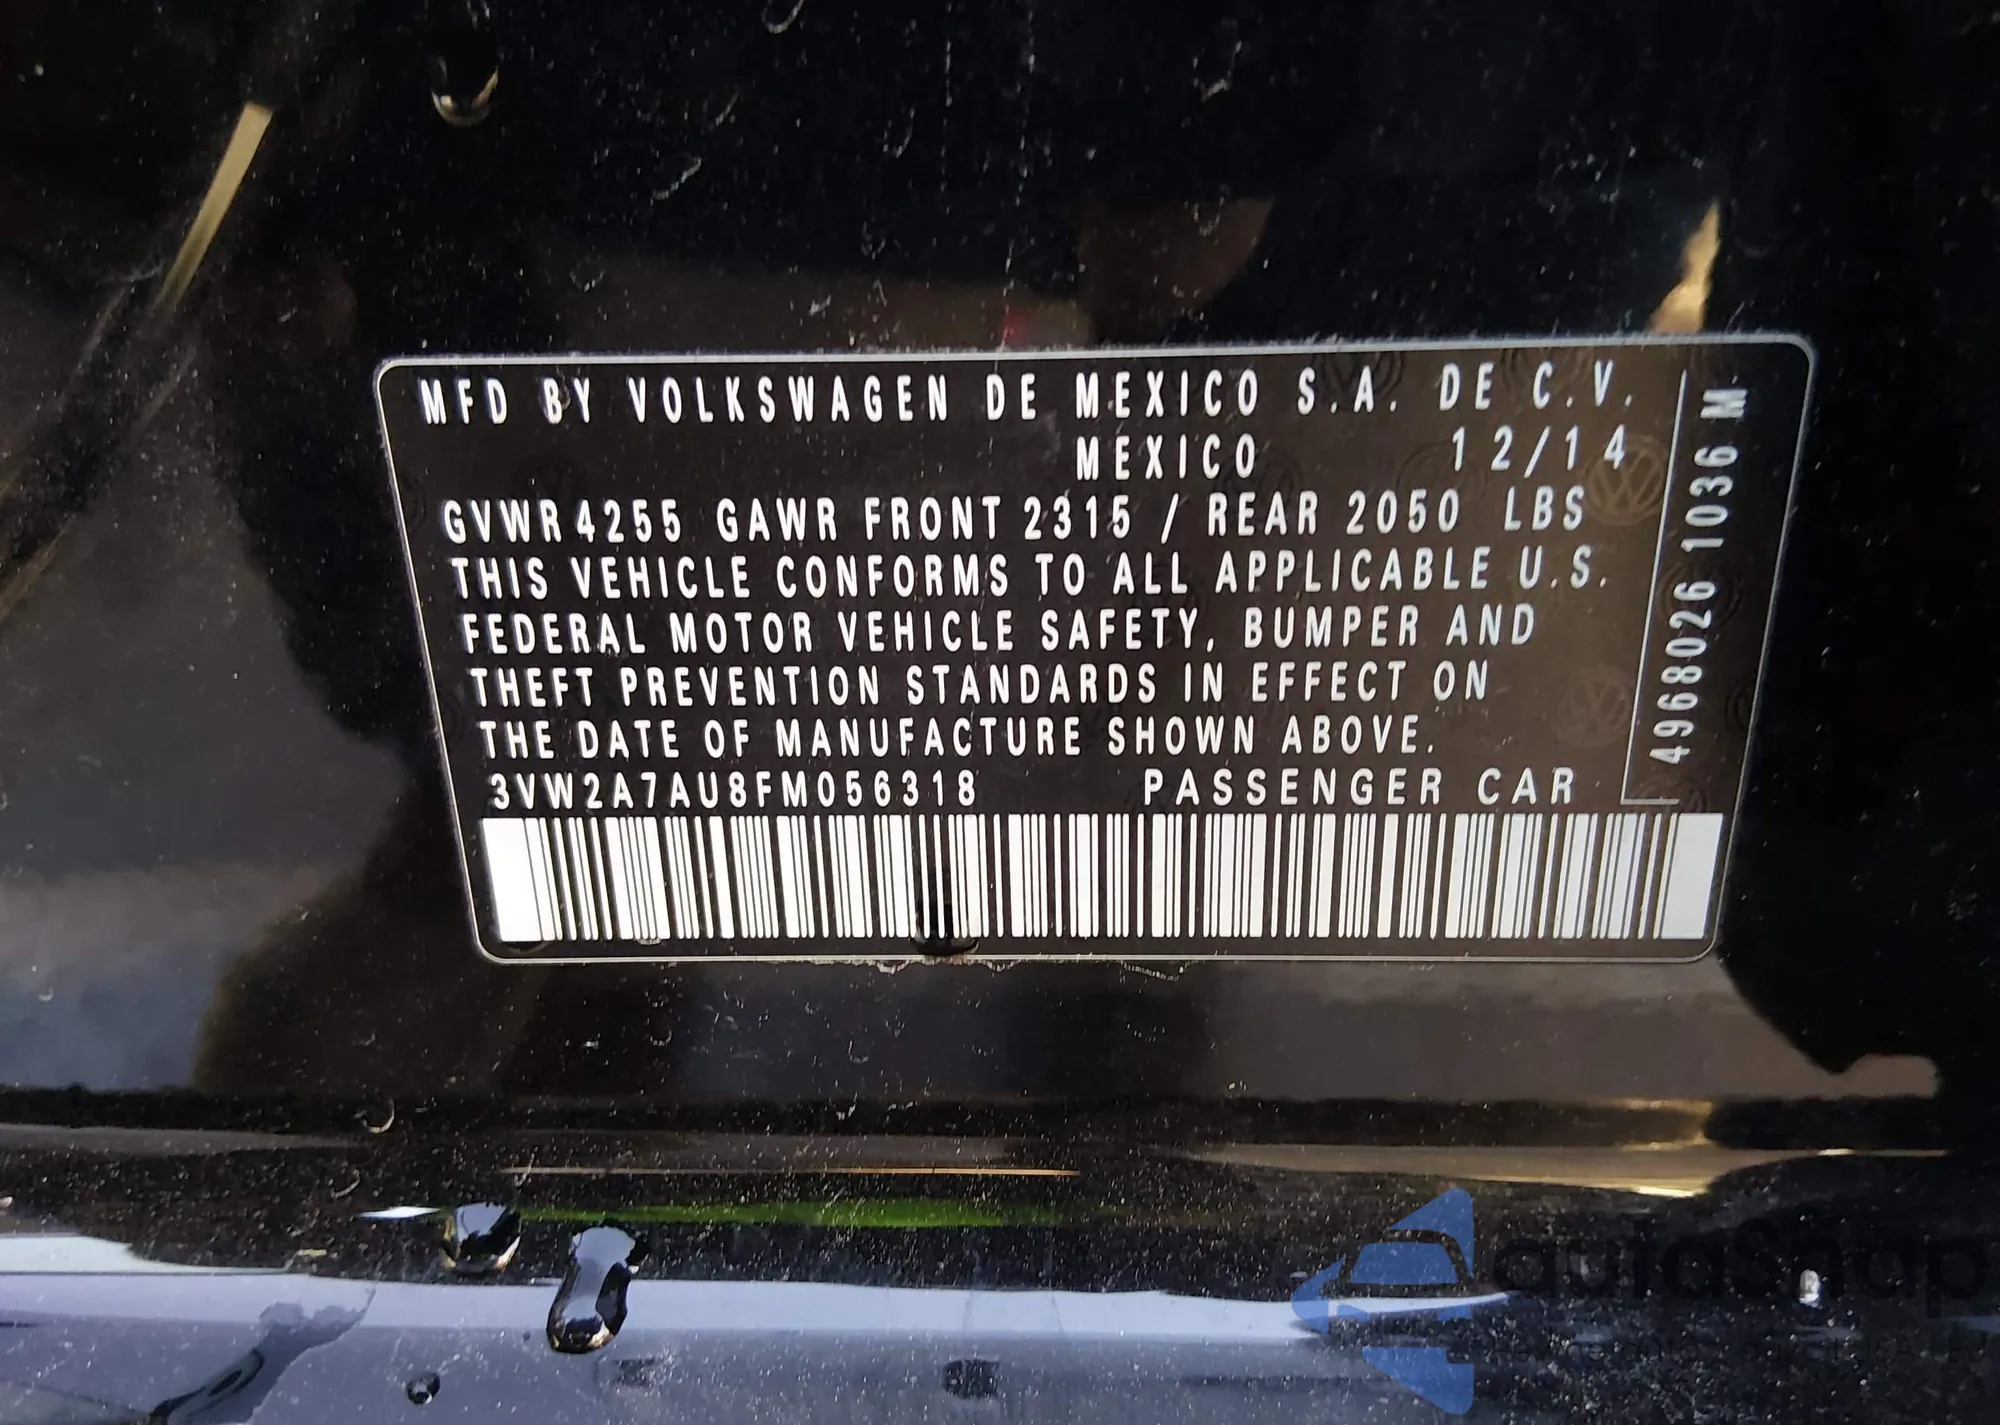 MFD BY VOLKSWAGEN DE MEXICO S.A. DE C.V.
MEXICO 12/14
GVWR 4255 GAWR FRONT 2315 / REAR 2050 LBS
THIS VEHICLE CONFORMS TO ALL APPLICABLE U.S.
FEDERAL MOTOR VEHICLE SAFETY, BUMPER AND
THEFT PREVENTION STANDARDS IN EFFECT ON
THE DATE OF MANUFACTURE SHOWN ABOVE.
3VW2A7AU8FM056318 PASSENGER CAR
4968026 1036 M
autoSnap